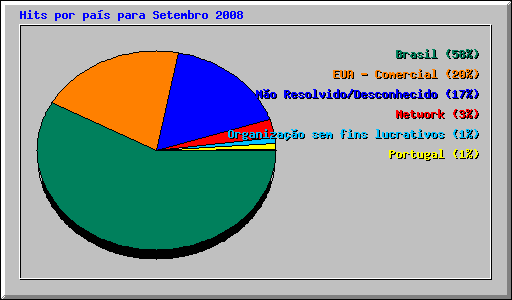 Hits por país para Setembro 2008
Brasil (58%)
EUA - Comercial (20%)
Não Resolvido/Desconhecido (17%)
Network (3%)
Organização sem fins lucrativos (1%)
Portugal (1%)